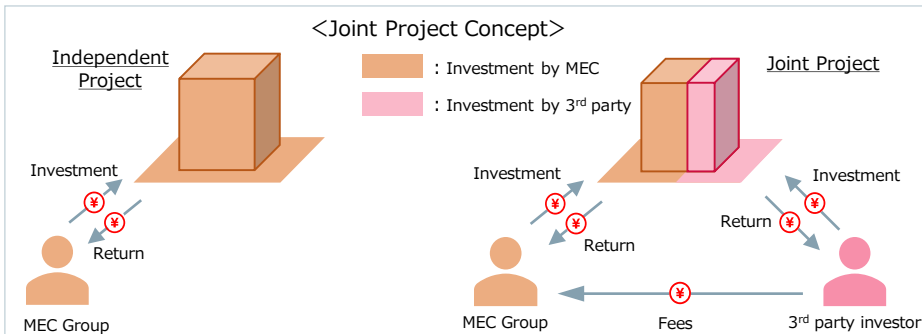 <Joint Project Concept>
Independent
Project
: Investment by MEC
: Investment by 3rd party
Joint Project
Investment
¥
¥
Return
MEC Group
Investment
¥
¥
Return
MEC Group
Investment
¥
Return
¥
3rd party investor
¥
Fees